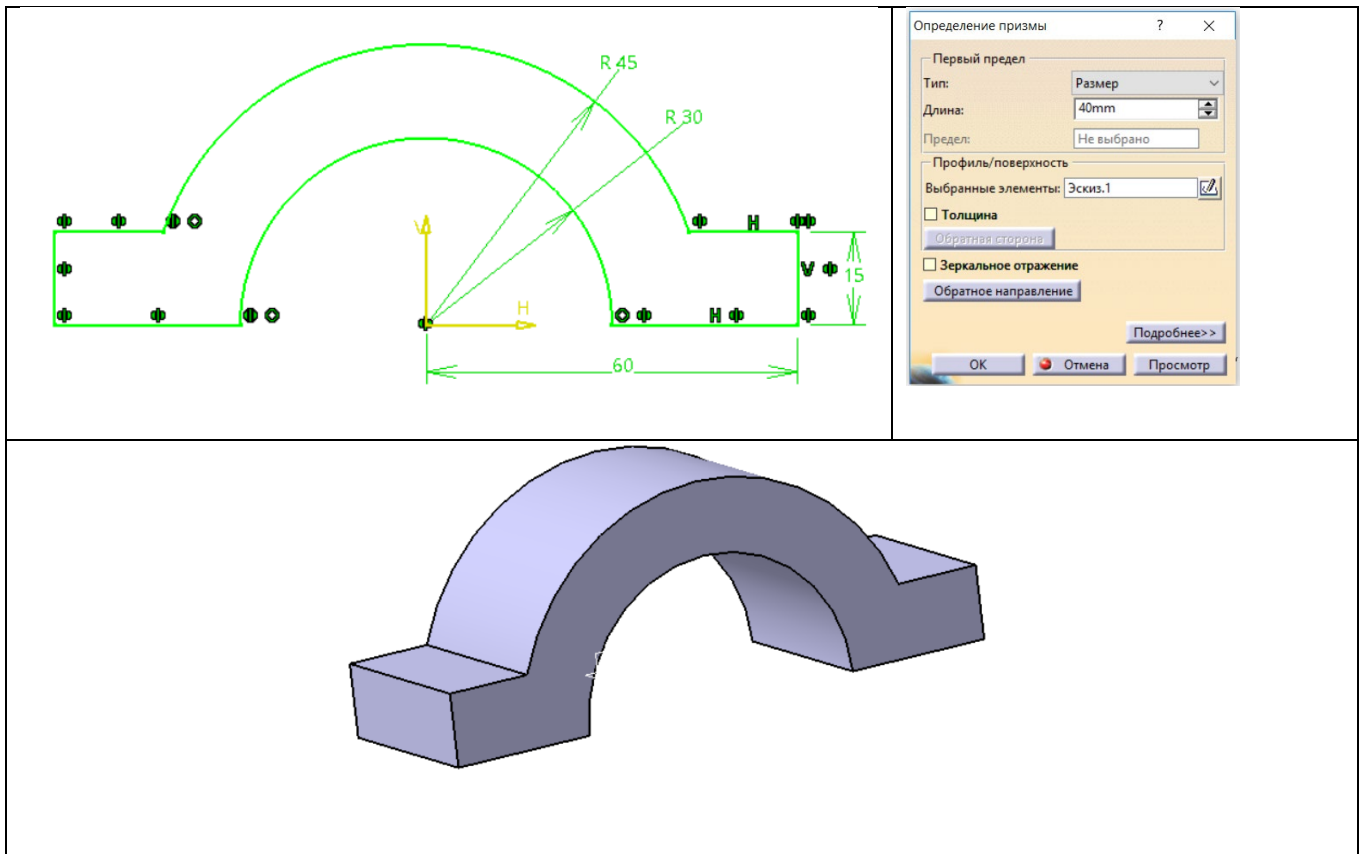 R 45
R 30
V
H
H
V
15
H
H
60
Определение призмы ? ×
Первый предел
Тип: Размер
Длина: 40mm
Предел: Не выбрано
Профиль/поверхность
Выбранные элементы: Эскиз.1
Толщина
Обратная сторона
Зеркальное отражение
Обратное направление
Подробнее>>
ОК Отмена Просмотр